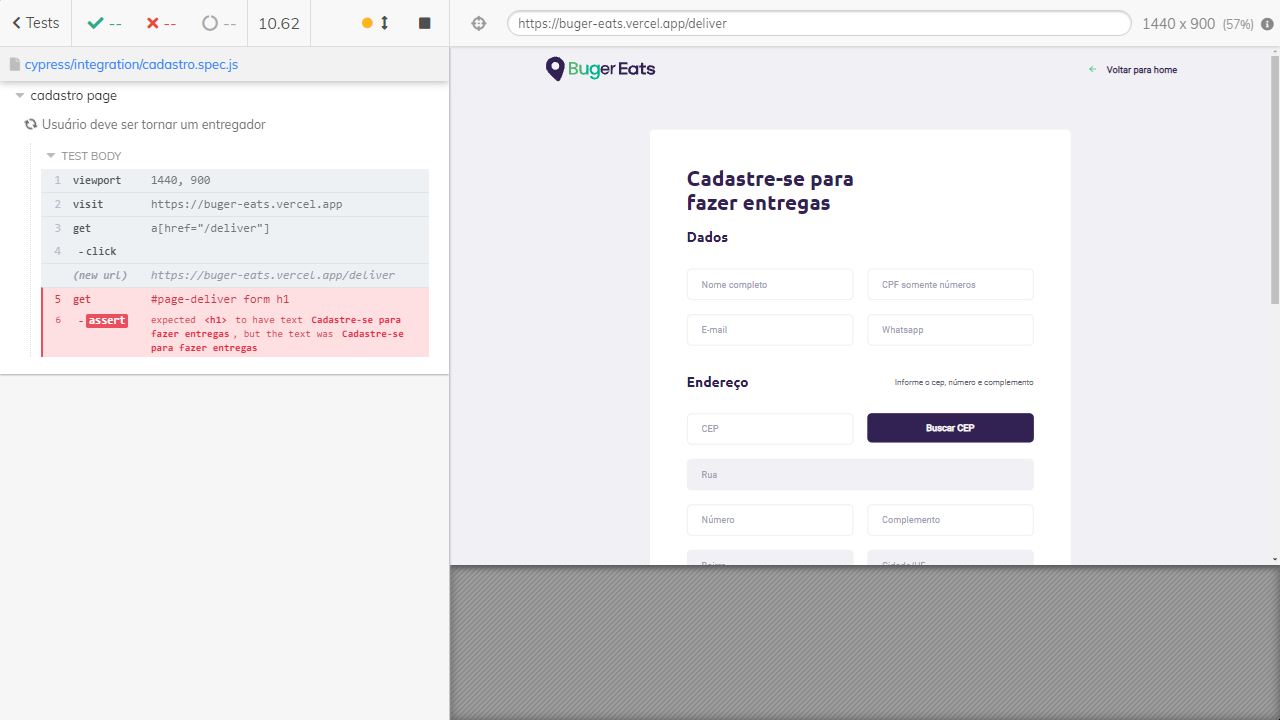 Tests
--
--
--
10.62
https://buger-eats.vercel.app/deliver
1440 x 900 (57%)
cypress/integration/cadastro.spec.js
cadastro page
Usuário deve ser tornar um entregador
TEST BODY
1 viewport 1440, 900
2 visit https://buger-eats.vercel.app
3 get a[href="/deliver"]
4 -click
(new url) https://buger-eats.vercel.app/deliver
5 get #page-deliver form h1
6 -assert expected <h1> to have text Cadastre-se para
fazer entregas, but the text was Cadastre-se
para fazer entregas
Buger Eats
Voltar para home
Cadastre-se para
fazer entregas
Dados
Nome completo CPF somente números
E-mail Whatsapp
Endereço Informe o cep, número e complemento
CEP Buscar CEP
Rua
Número Complemento
Bairro Cidade/UF